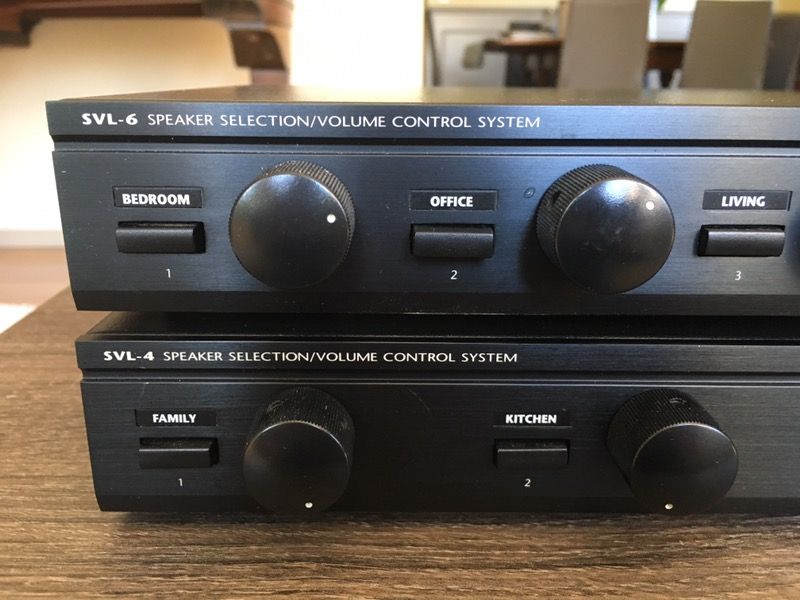 SVL-6 SPEAKER SELECTION/VOLUME CONTROL SYSTEM
BEDROOM OFFICE LIVING
1 2 3
SVL-4 SPEAKER SELECTION/VOLUME CONTROL SYSTEM
FAMILY KITCHEN
1 2